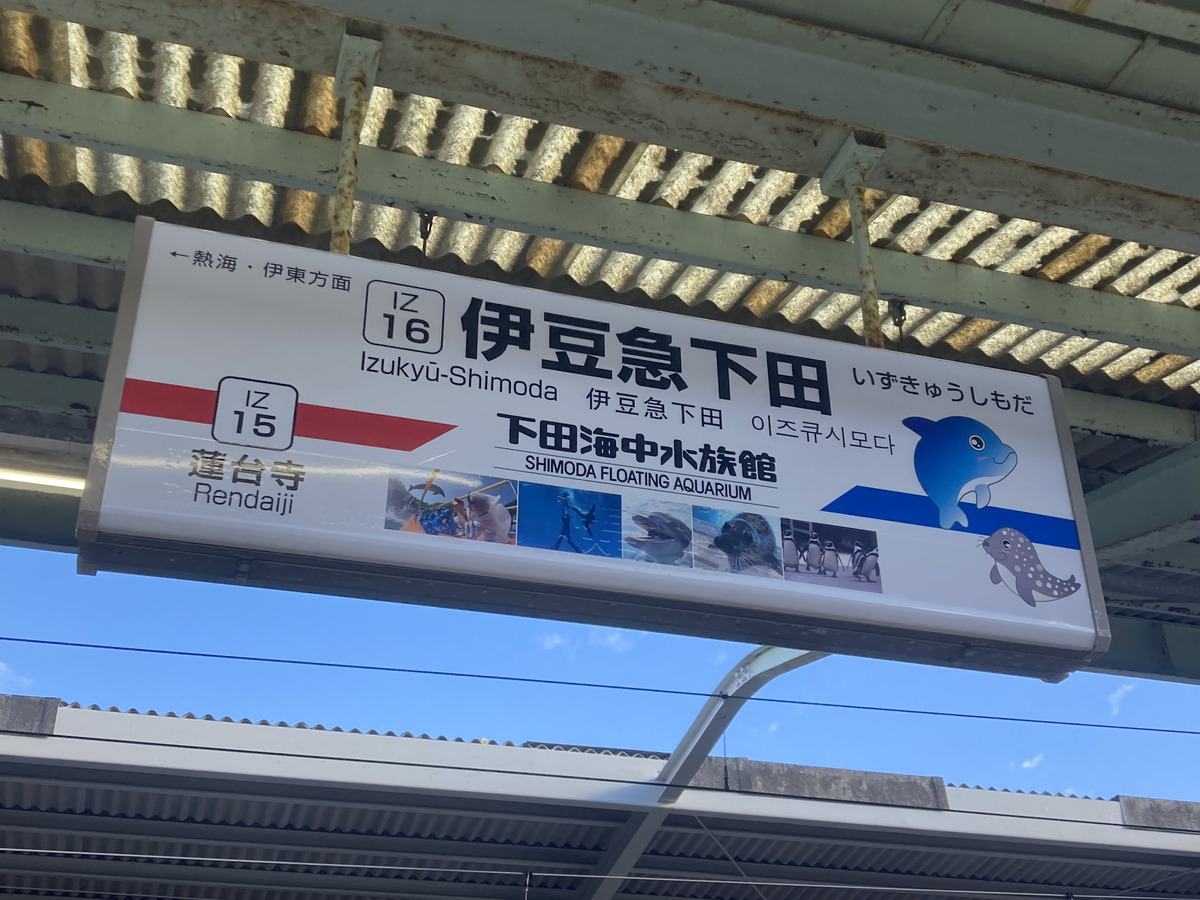 ←熱海・伊東方面
IZ
16
伊豆急下田
いずきゅうしもだ
Izukyū-Shimoda 伊豆急下田 이즈큐시모다
IZ
15
蓮台寺
Rendaiji
下田海中水族館
SHIMODA FLOATING AQUARIUM